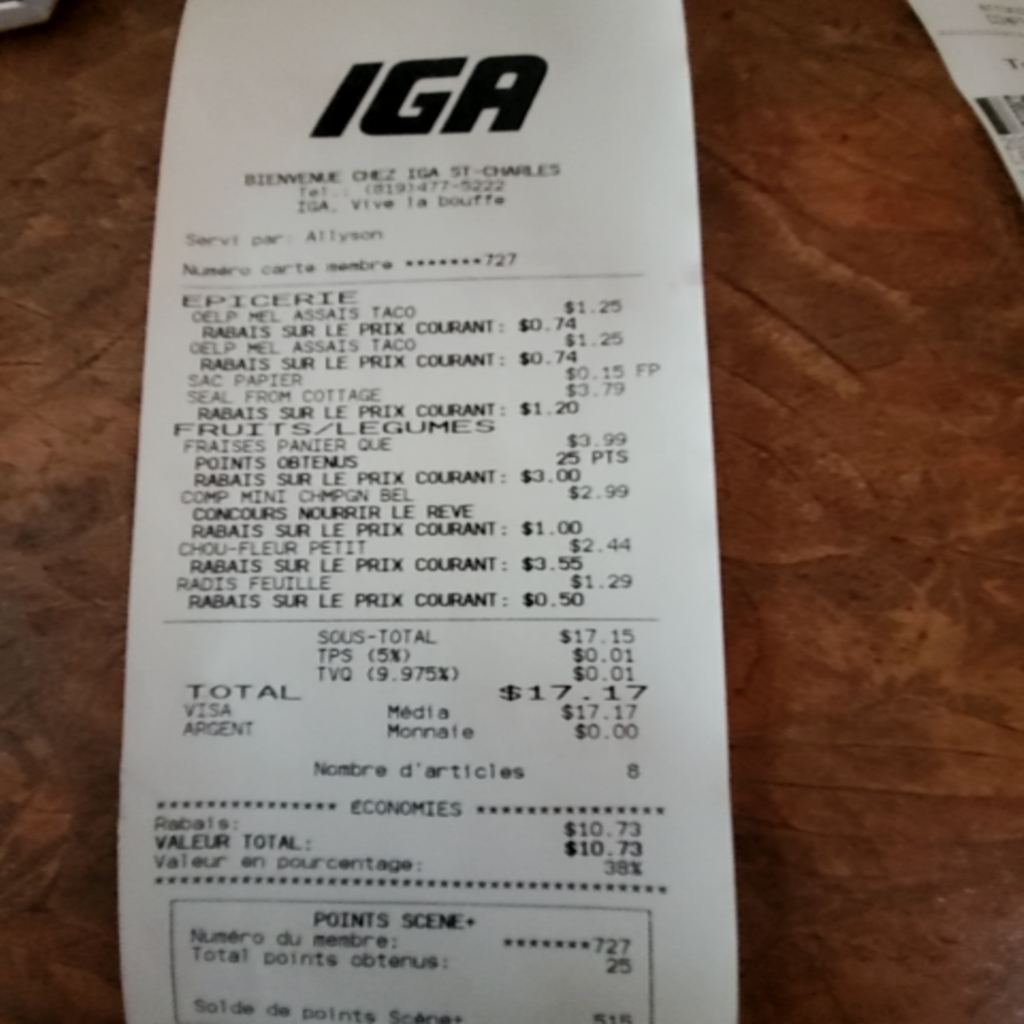 IGA
BIENVENUE CHEZ IGA ST-CHARLES
Tel.: (819)477-5222
IGA, Vive la bouffe
Servi par: Allyson
Numéro carte membre *******727
EPICERIE
OELP MEL ASSAIS TACO $1.25
RABAIS SUR LE PRIX COURANT: $0.74
OELP MEL ASSAIS TACO $1.25
RABAIS SUR LE PRIX COURANT: $0.74
SAC PAPIER $0.15 FP
SEAL FROM COTTAGE $3.79
RABAIS SUR LE PRIX COURANT: $1.20
FRUITS/LEGUMES
FRAISES PANIER QUE $3.99
POINTS OBTENUS 25 PTS
RABAIS SUR LE PRIX COURANT: $3.00
COMP MINI CHMPGN BEL $2.99
CONCOURS NOURRIR LE REVE
RABAIS SUR LE PRIX COURANT: $1.00
CHOU-FLEUR PETIT $2.44
RABAIS SUR LE PRIX COURANT: $3.55
RADIS FEUILLE $1.29
RABAIS SUR LE PRIX COURANT: $0.50
SOUS-TOTAL $17.15
TPS (5%) $0.01
TVQ (9.975%) $0.01
TOTAL $17.17
VISA Média $17.17
ARGENT Monnaie $0.00
Nombre d'articles 8
*************** ÉCONOMIES ***************
Rabais: $10.73
VALEUR TOTAL: $10.73
Valeur en pourcentage: 38%
******************************************
POINTS SCENE+
Numéro du membre: *******727
Total points obtenus: 25
Solde de points Scène+ 515